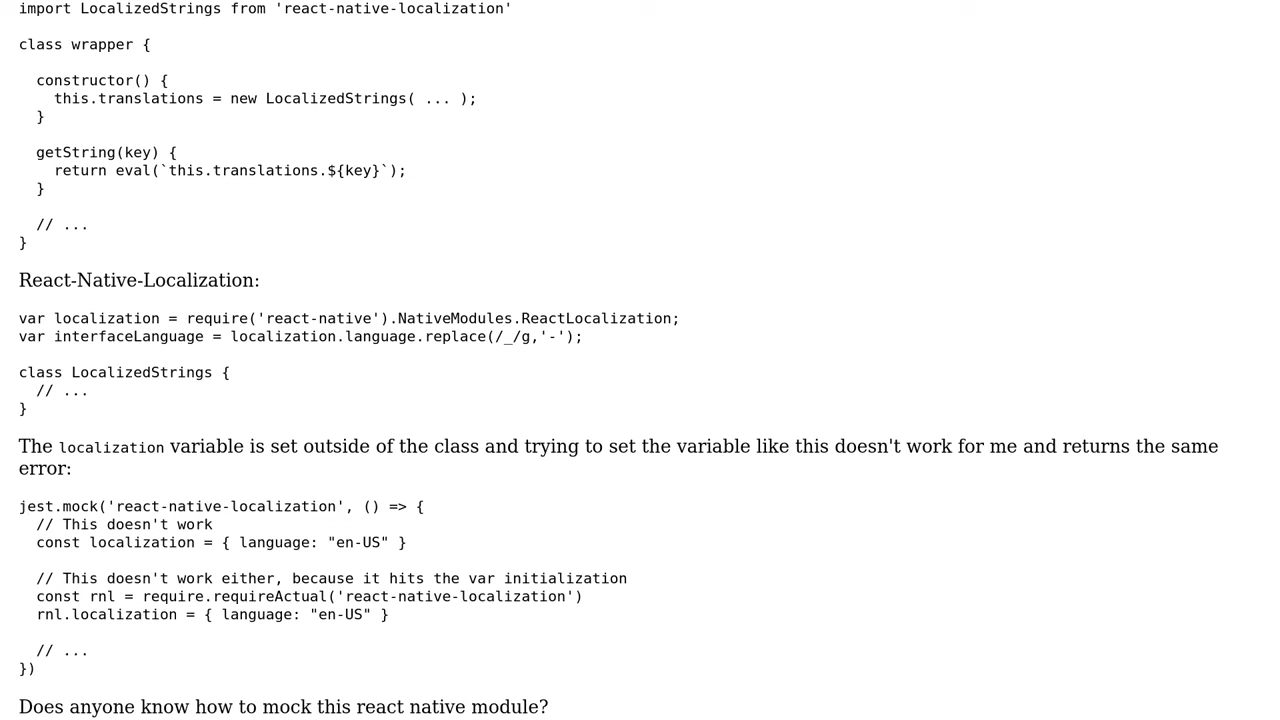 import LocalizedStrings from 'react-native-localization'
class wrapper {
  constructor() {
    this.translations = new LocalizedStrings( ... );
  }
  getString(key) {
    return eval(`this.translations.${key}`);
  }
  // ...
}
React-Native-Localization:
var localization = require('react-native').NativeModules.ReactLocalization;
var interfaceLanguage = localization.language.replace(/_/g,'-');
class LocalizedStrings {
  // ...
}
The localization variable is set outside of the class and trying to set the variable like this doesn't work for me and returns the same
error:
jest.mock('react-native-localization', () => {
  // This doesn't work
  const localization = { language: "en-US" }
  // This doesn't work either, because it hits the var initialization
  const rnl = require.requireActual('react-native-localization')
  rnl.localization = { language: "en-US" }
  // ...
})
Does anyone know how to mock this react native module?